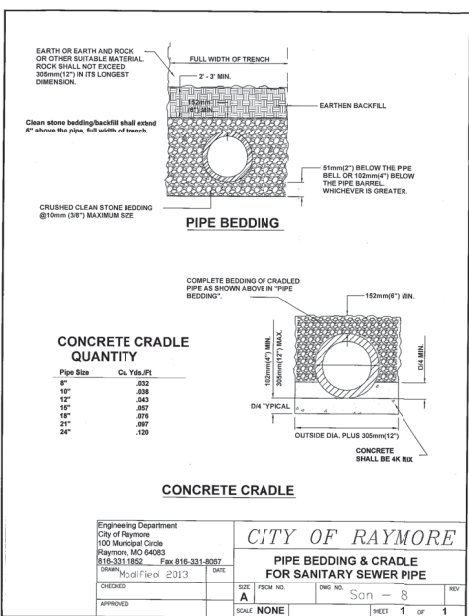 EARTH OR EARTH AND ROCK
OR OTHER SUITABLE MATERIAL.
ROCK SHALL NOT EXCEED
305mm(12") IN ITS LONGEST
DIMENSION.
FULL WIDTH OF TRENCH
2' - 3' MIN.
152mm
(6") MIN.
EARTHEN BACKFILL
Clean stone bedding/backfill shall extend
6" above the pipe, full width of trench
51mm(2") BELOW THE PIPE
BELL OR 102mm(4") BELOW
THE PIPE BARREL.
WHICHEVER IS GREATER.
CRUSHED CLEAN STONE BEDDING
@10mm (3/8") MAXIMUM SIZE
PIPE BEDDING
COMPLETE BEDDING OF CRADLED
PIPE AS SHOWN ABOVE IN "PIPE
BEDDING".
152mm(6") MIN.
102mm(4") MIN.
305mm(12") MAX.
D/4 MIN.
D/4 TYPICAL
OUTSIDE DIA. PLUS 305mm(12")
CONCRETE
SHALL BE 4K MIX
CONCRETE CRADLE
QUANTITY
Pipe Size Cu. Yds./Ft
8" .032
10" .038
12" .043
15" .057
18" .076
21" .097
24" .120
CONCRETE CRADLE
Engineeing Department
City of Raymore
100 Municipal Circle
Raymore, MO 64083
816-3311852 Fax 816-331-8067
DRAWN Modified 2013 DATE
CHECKED
APPROVED
CITY OF RAYMORE
PIPE BEDDING & CRADLE
FOR SANITARY SEWER PIPE
SIZE A FSCM NO. DWG NO. San - 8 REV
SCALE NONE SHEET 1 OF 1